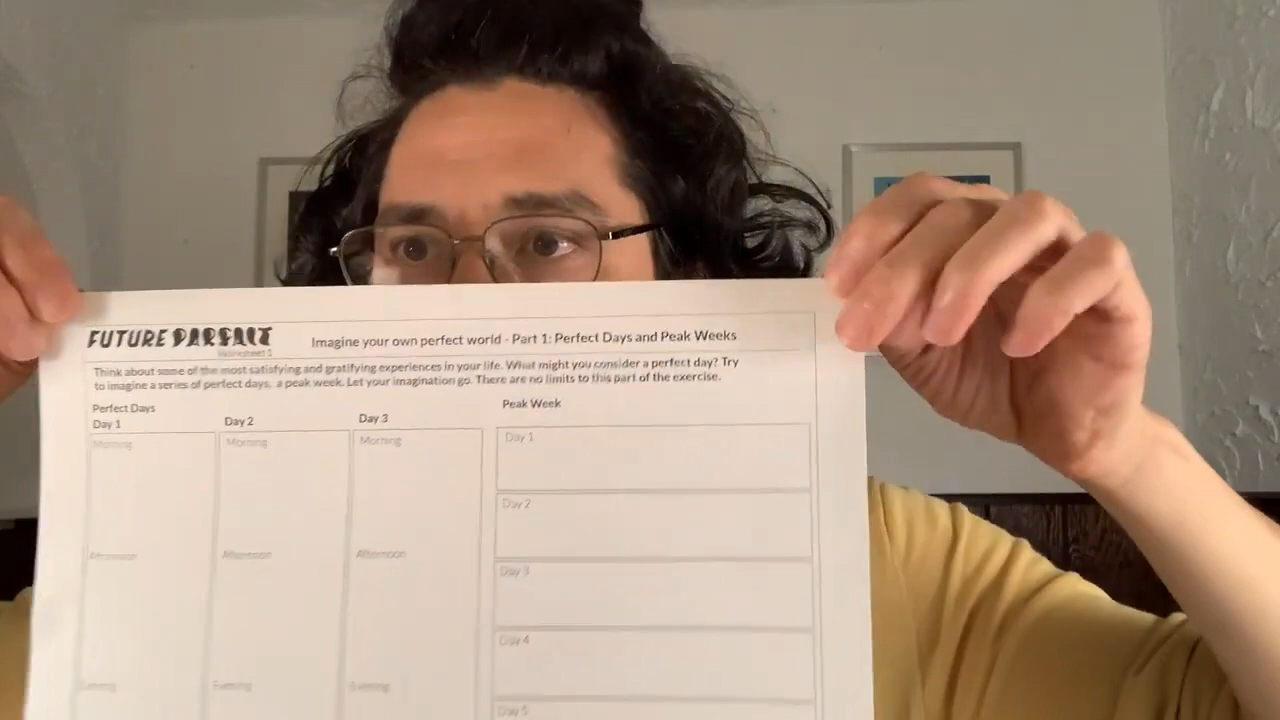 FUTURE PARFAIT
Worksheet 1
Imagine your own perfect world - Part 1: Perfect Days and Peak Weeks
Think about some of the most satisfying and gratifying experiences in your life. What might you consider a perfect day? Try
to imagine a series of perfect days, a peak week. Let your imagination go. There are no limits to this part of the exercise.
Perfect Days
Day 1
Day 2
Day 3
Morning
Morning
Morning
Afternoon
Afternoon
Afternoon
Evening
Evening
Evening
Peak Week
Day 1
Day 2
Day 3
Day 4
Day 5